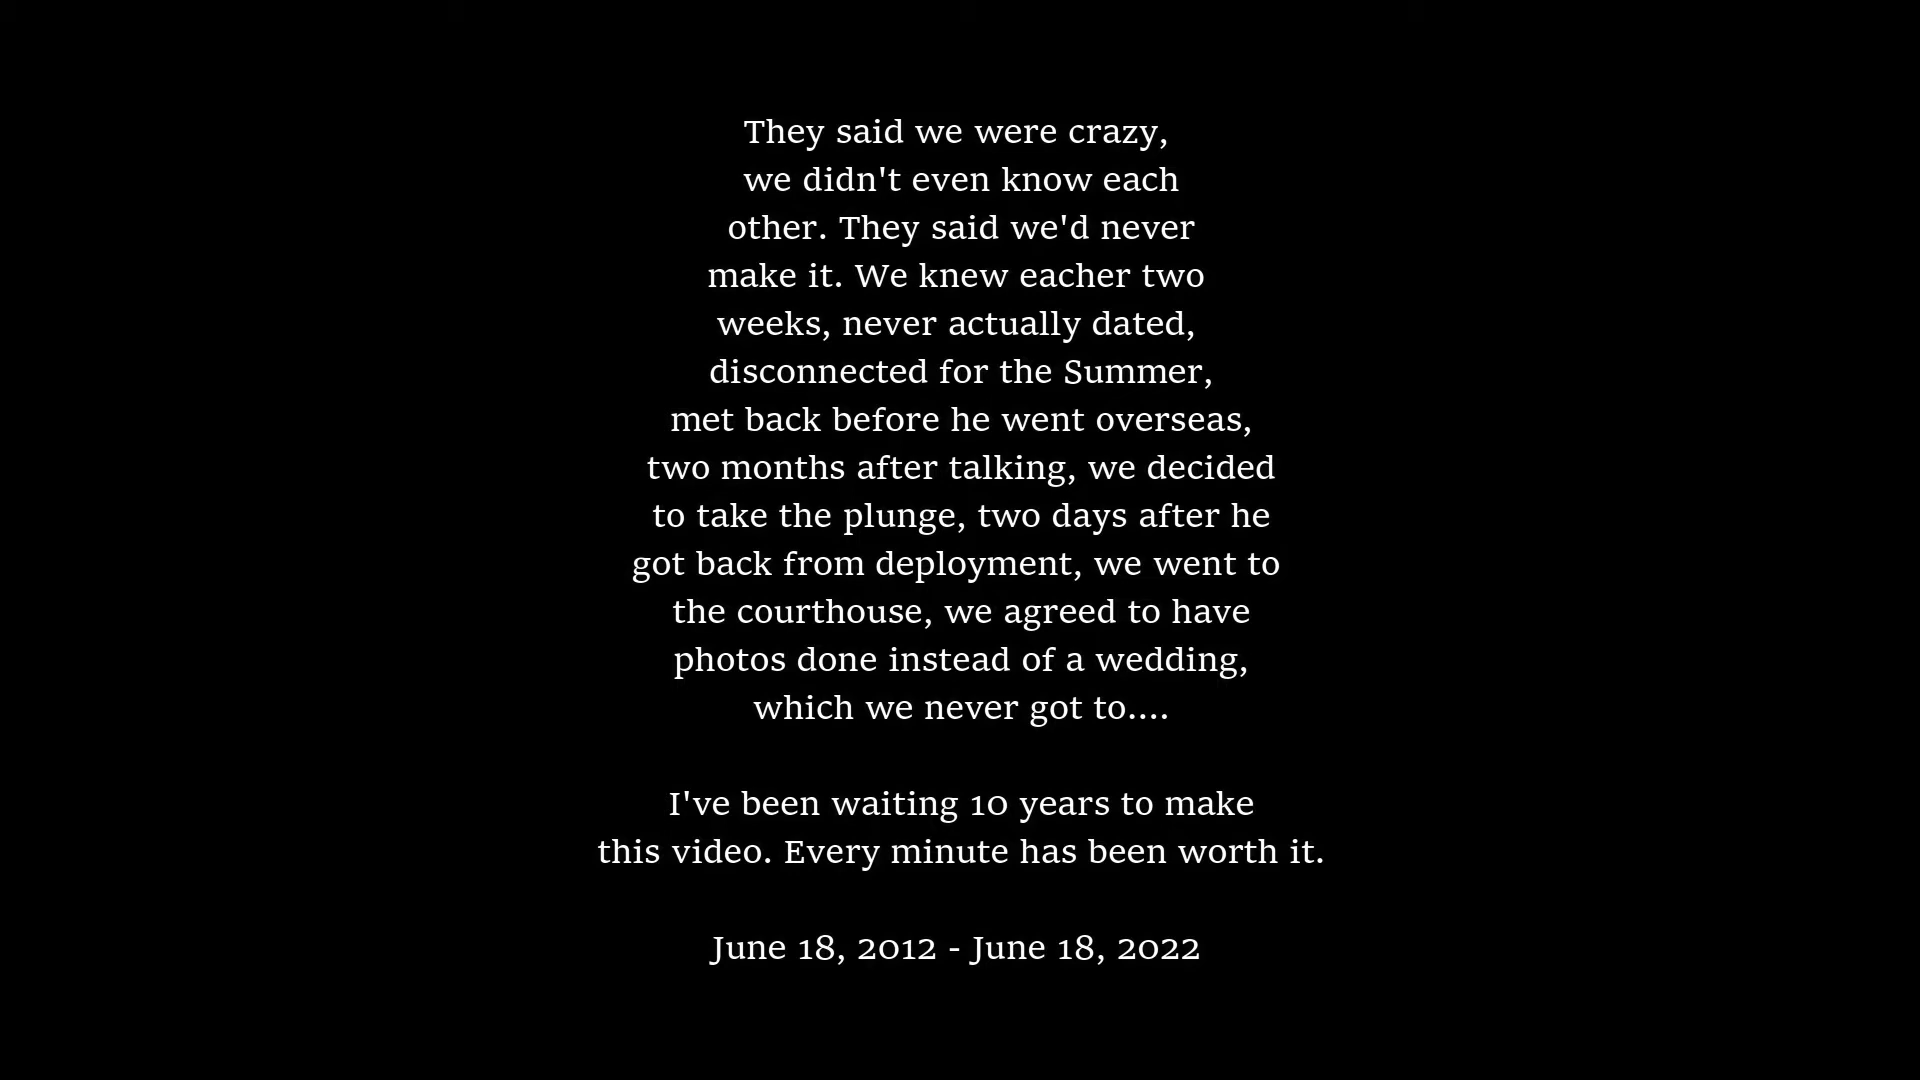 They said we were crazy,
we didn't even know each
other. They said we'd never
make it. We knew eacher two
weeks, never actually dated,
disconnected for the Summer,
met back before he went overseas,
two months after talking, we decided
to take the plunge, two days after he
got back from deployment, we went to
the courthouse, we agreed to have
photos done instead of a wedding,
which we never got to....
I've been waiting 10 years to make
this video. Every minute has been worth it.
June 18, 2012 - June 18, 2022